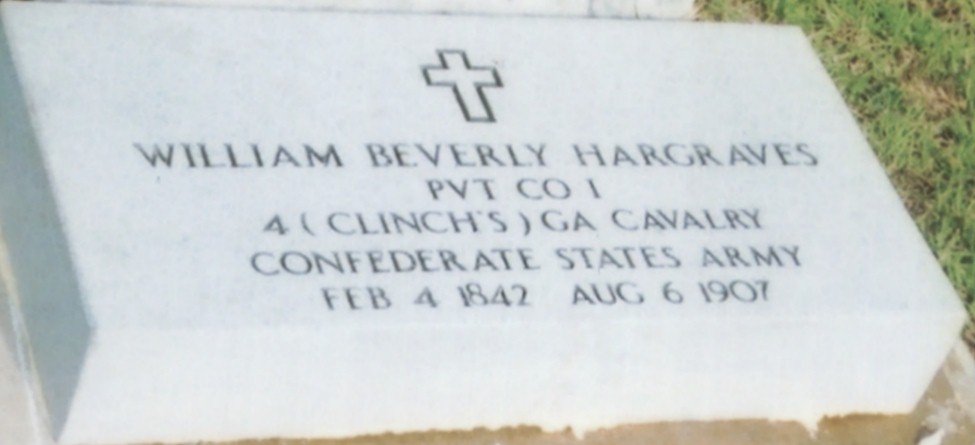 WILLIAM BEVERLY HARGRAVES
PVT CO I
4 (CLINCH'S) GA CAVALRY
CONFEDERATE STATES ARMY
FEB 4 1842 AUG 6 1907